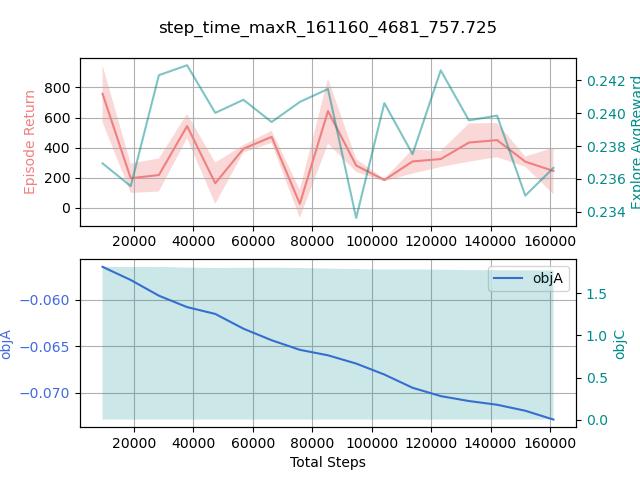 step_time_maxR_161160_4681_757.725
Episode Return
800
600
400
200
0
0.242
0.240
0.238
0.236
0.234
Explore AvgReward
20000 40000 60000 80000 100000 120000 140000 160000
objA
−0.060
−0.065
−0.070
objA
1.5
1.0
0.5
0.0
objC
20000 40000 60000 80000 100000 120000 140000 160000
Total Steps